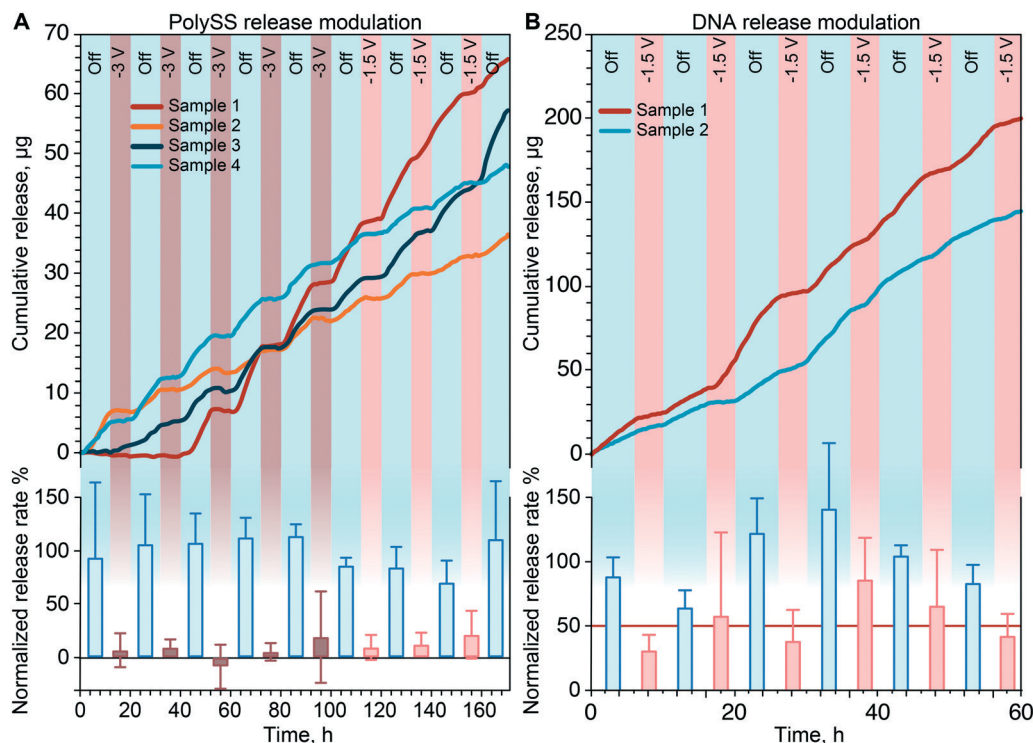 A PolySS release modulation
70
60
50
40
30
20
10
0
Cumulative release, µg
Off -3 V Off -3 V Off -3 V Off -3 V Off -3 V Off -1.5 V Off -1.5 V Off -1.5 V Off
Sample 1
Sample 2
Sample 3
Sample 4
150
100
50
0
Normalized release rate %
0 20 40 60 80 100 120 140 160
Time, h
B DNA release modulation
250
200
150
100
50
0
Cumulative release, µg
Off -1.5 V Off -1.5 V Off -1.5 V Off -1.5 V Off -1.5 V Off -1.5 V
Sample 1
Sample 2
150
100
50
0
Normalized release rate %
0 20 40 60
Time, h